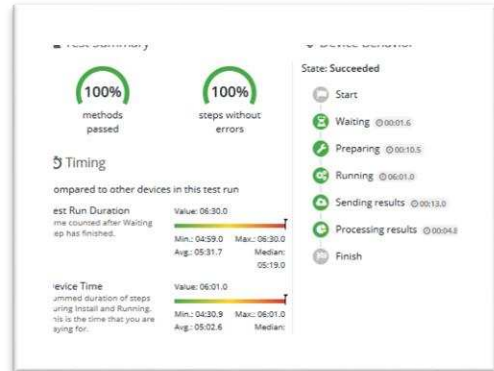 Test Summary
100%
methods
passed
100%
steps without
errors
Timing
ompared to other devices in this test run
est Run Duration
me counted after Waiting
ep has finished.
Value: 06:30.0
Min.: 04:59.0 Max.: 06:30.0
Avg.: 05:31.7 Median:
05:19.0
evice Time
ummed duration of steps
uring Install and Running.
his is the time that you are
aying for.
Value: 06:01.0
Min.: 04:30.9 Max.: 06:01.0
Avg.: 05:02.6 Median:
Device Behavior
State: Succeeded
Start
Waiting 00:01.6
Preparing 00:10.5
Running 06:01.0
Sending results 00:13.0
Processing results 00:04.3
Finish